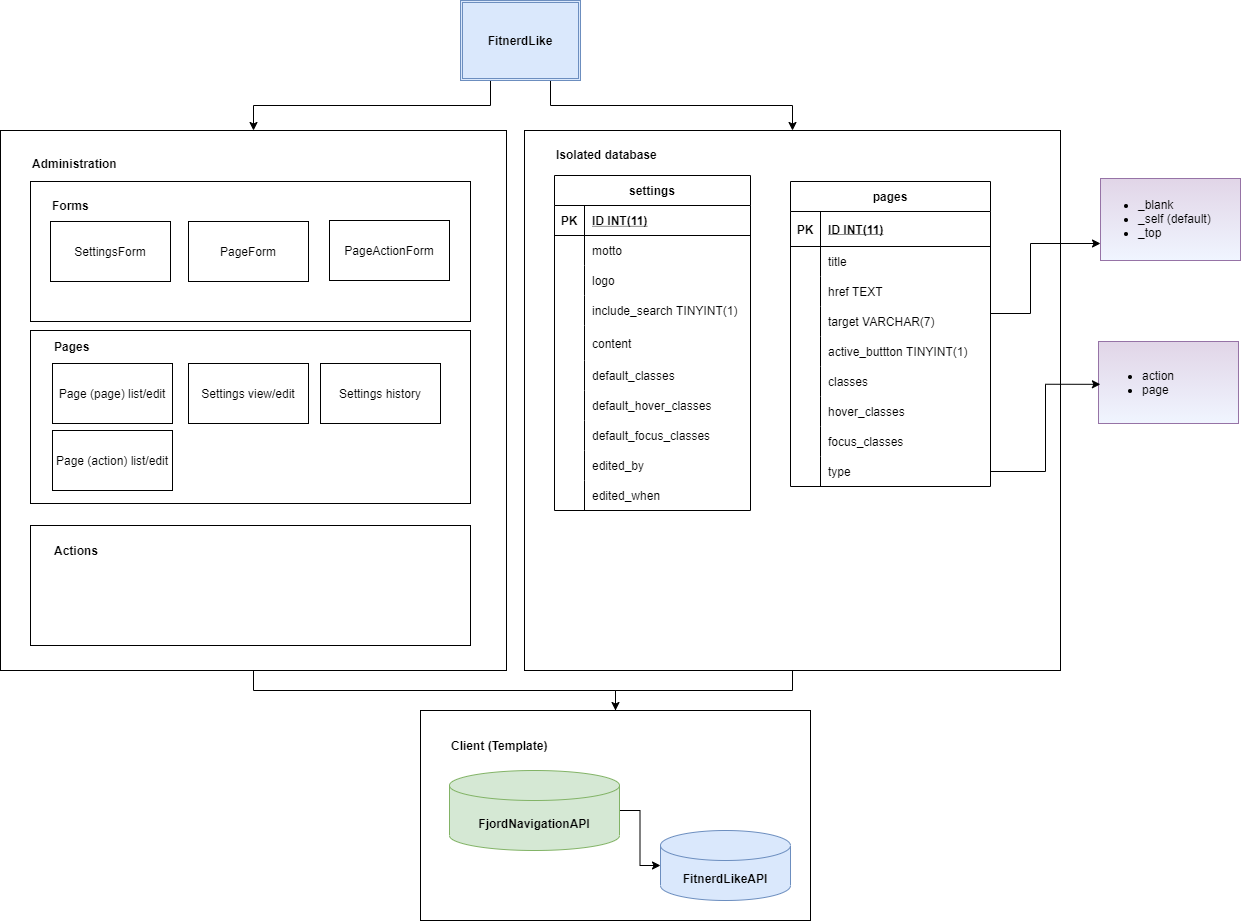 FitnerdLike
Administration
Forms
SettingsForm
PageForm
PageActionForm
Pages
Page (page) list/edit
Settings view/edit
Settings history
Page (action) list/edit
Actions
Isolated database
settings
PK ID INT(11)
motto
logo
include_search TINYINT(1)
content
default_classes
default_hover_classes
default_focus_classes
edited_by
edited_when
pages
PK ID INT(11)
title
href TEXT
target VARCHAR(7)
active_buttton TINYINT(1)
classes
hover_classes
focus_classes
type
• _blank
• _self (default)
• _top
• action
• page
Client (Template)
FjordNavigationAPI
FitnerdLikeAPI